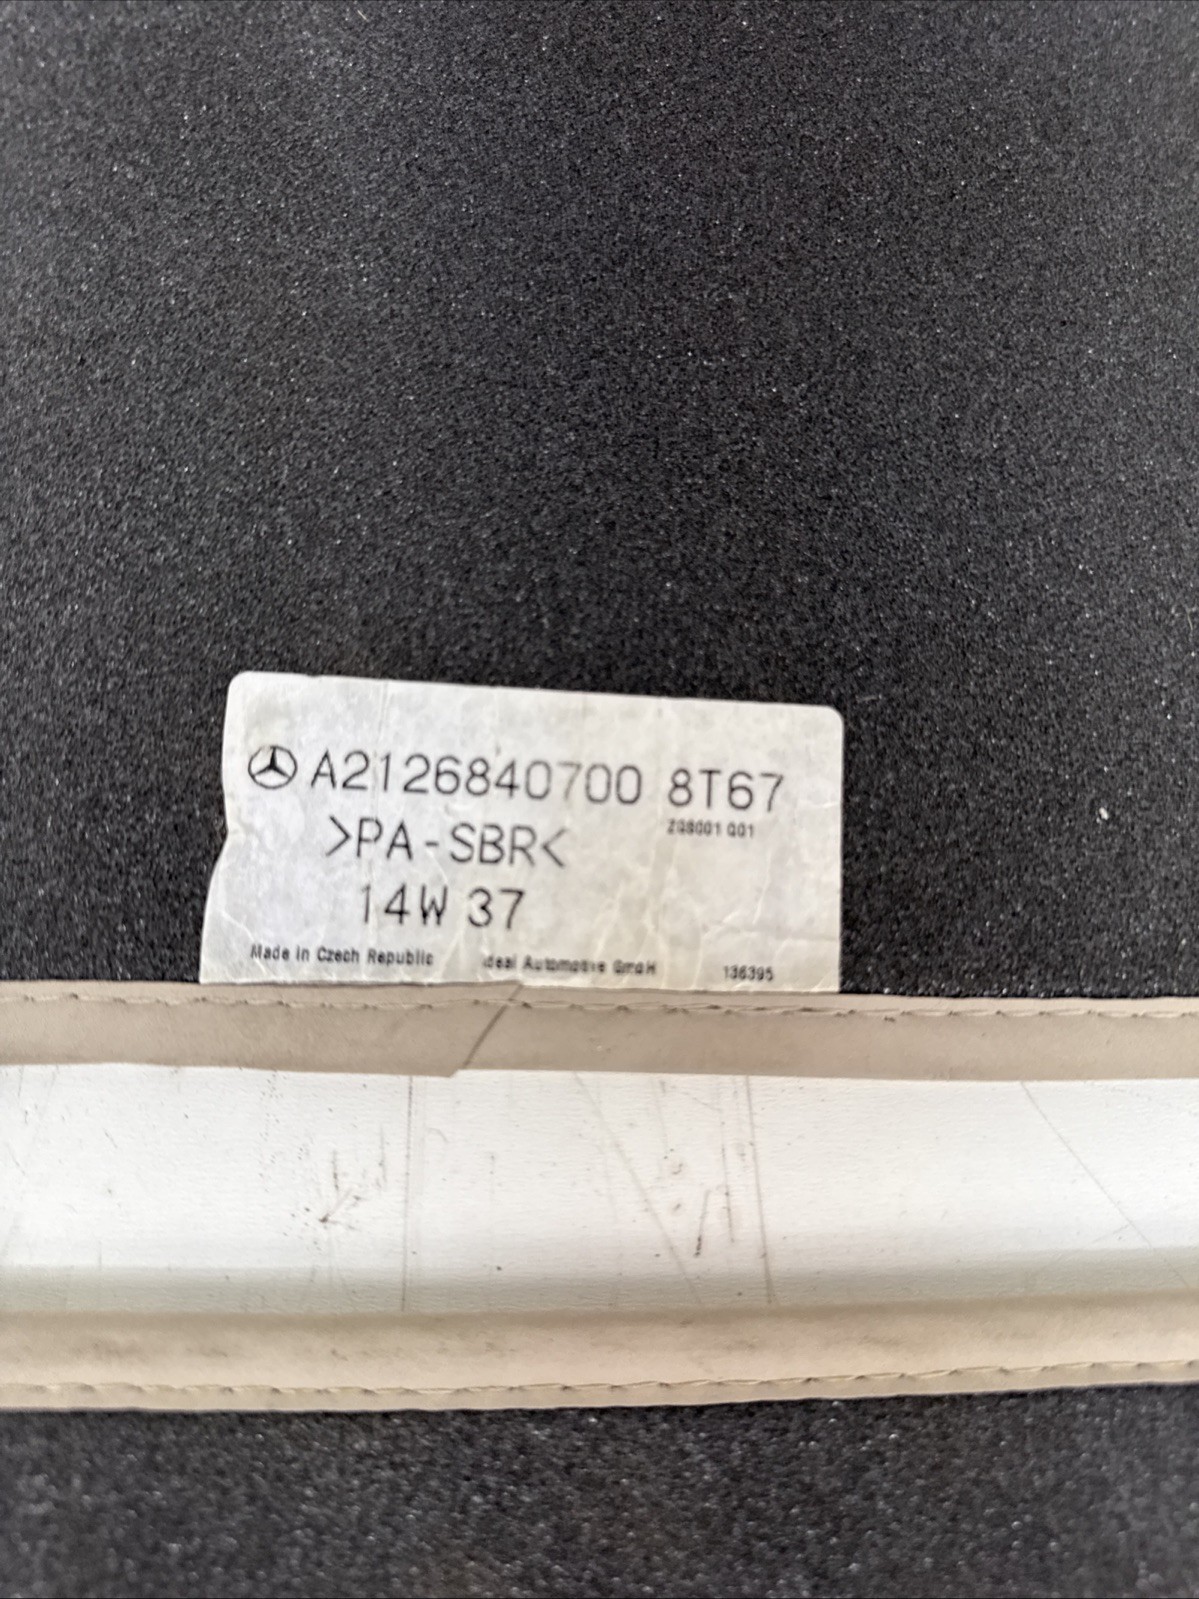 A2126840700 8T67
>PA-SBR<
Z08001 Q01
14W 37
Made in Czech Republic Ideal Automotive GmbH 136395